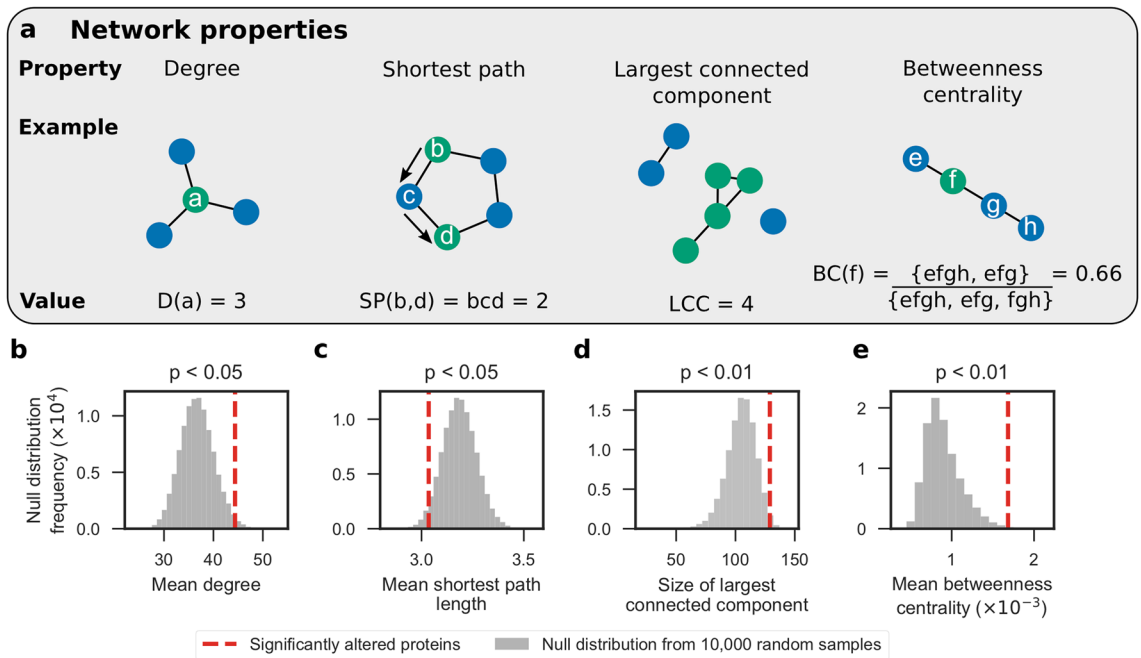 a Network properties
Property Degree Shortest path Largest connected component Betweenness centrality
Example
a
b
c
d
e
f
g
h
Value D(a) = 3 SP(b,d) = bcd = 2 LCC = 4 BC(f) = {efgh, efg} = 0.66
{efgh, efg, fgh}
b
p < 0.05
Null distribution
frequency (×10⁴)
1.0
0.5
0.0
30 40 50
Mean degree
c
p < 0.05
1.0
0.5
0.0
3.0 3.5
Mean shortest path
length
d
p < 0.01
1.5
1.0
0.5
0.0
50 100 150
Size of largest
connected component
e
p < 0.01
2
1
0
1 2
Mean betweenness
centrality (×10⁻³)
Significantly altered proteins Null distribution from 10,000 random samples